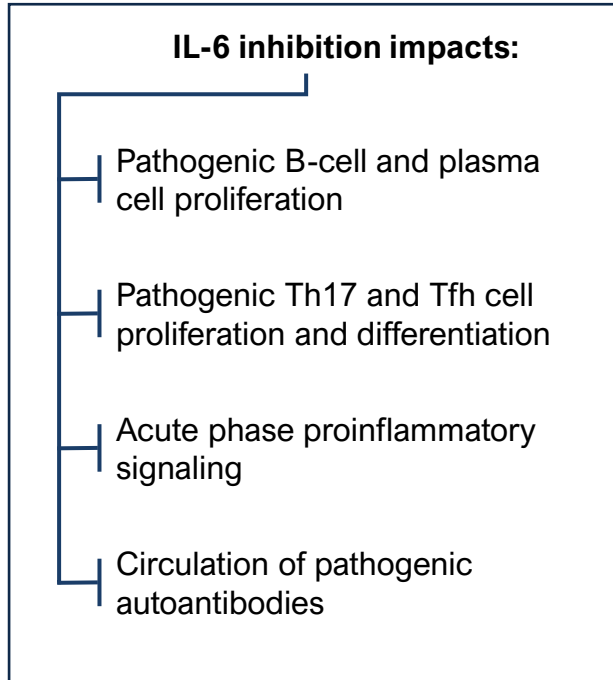 IL-6 inhibition impacts:
Pathogenic B-cell and plasma
cell proliferation
Pathogenic Th17 and Tfh cell
proliferation and differentiation
Acute phase proinflammatory
signaling
Circulation of pathogenic
autoantibodies